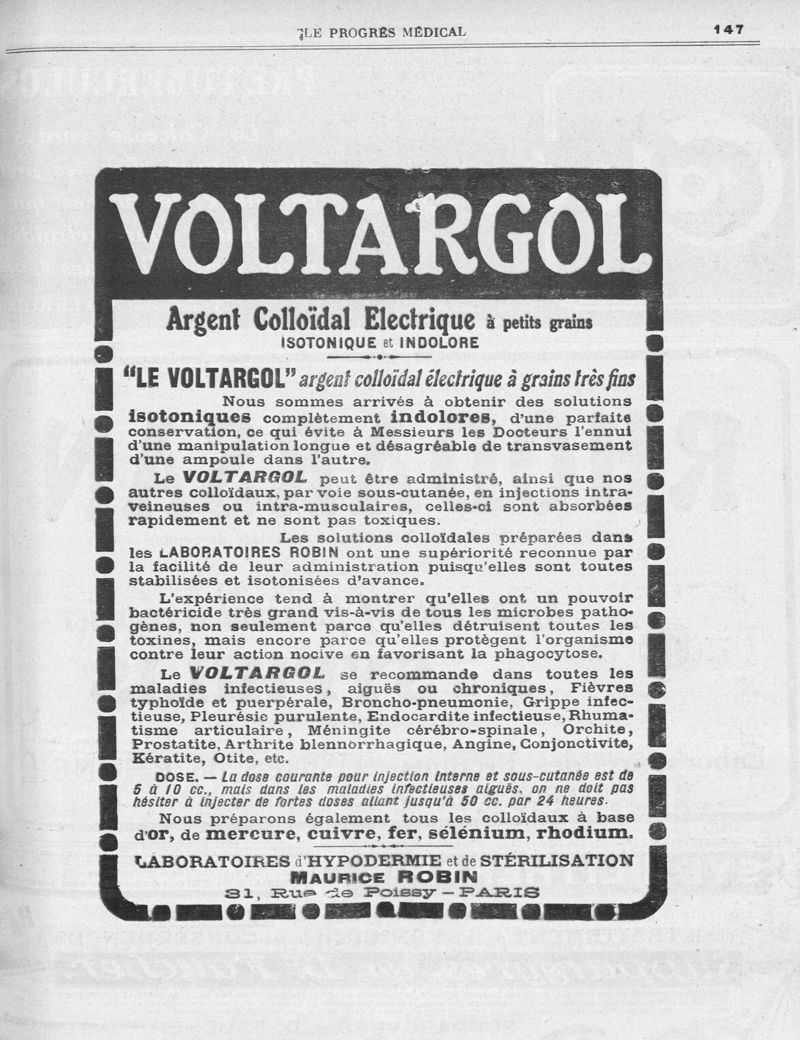 LE PROGRÈS MÉDICAL
147
VOLTARGOL
Argent Colloïdal Electrique à petits grains
ISOTONIQUE et INDOLORE
“LE VOLTARGOL” argent colloïdal électrique à grains très fins
Nous sommes arrivés à obtenir des solutions
isotoniques complètement indolores, d'une parfaite
conservation, ce qui évite à Messieurs les Docteurs l'ennui
d'une manipulation longue et désagréable de transvasement
d'une ampoule dans l'autre.
Le VOLTARGOL peut être administré, ainsi que nos
autres colloïdaux, par voie sous-cutanée, en injections intra-
veineuses ou intra-musculaires, celles-ci sont absorbées
rapidement et ne sont pas toxiques.
Les solutions colloïdales préparées dans
les LABORATOIRES ROBIN ont une supériorité reconnue par
la facilité de leur administration puisqu'elles sont toutes
stabilisées et isotonisées d'avance.
L'expérience tend à montrer qu'elles ont un pouvoir
bactéricide très grand vis-à-vis de tous les microbes patho-
gènes, non seulement parce qu'elles détruisent toutes les
toxines, mais encore parce qu'elles protègent l'organisme
contre leur action nocive en favorisant la phagocytose.
Le VOLTARGOL se recommande dans toutes les
maladies infectieuses, aiguës ou chroniques, Fièvres
typhoïde et puerpérale, Broncho-pneumonie, Grippe infec-
tieuse, Pleurésie purulente, Endocardite infectieuse, Rhuma-
tisme articulaire, Méningite cérébro-spinale, Orchite,
Prostatite, Arthrite blennorrhagique, Angine, Conjonctivite,
Kératite, Otite, etc.
DOSE. — La dose courante pour injection interne et sous-cutanée est de
5 à 10 cc., mais dans les maladies infectieuses aiguës, on ne doit pas
hésiter à injecter de fortes doses allant jusqu'à 50 cc. par 24 heures.
Nous préparons également tous les colloïdaux à base
d'or, de mercure, cuivre, fer, sélénium, rhodium.
LABORATOIRES d'HYPODERMIE et de STÉRILISATION
MAURICE ROBIN
31, Rue de Poissy — PARIS